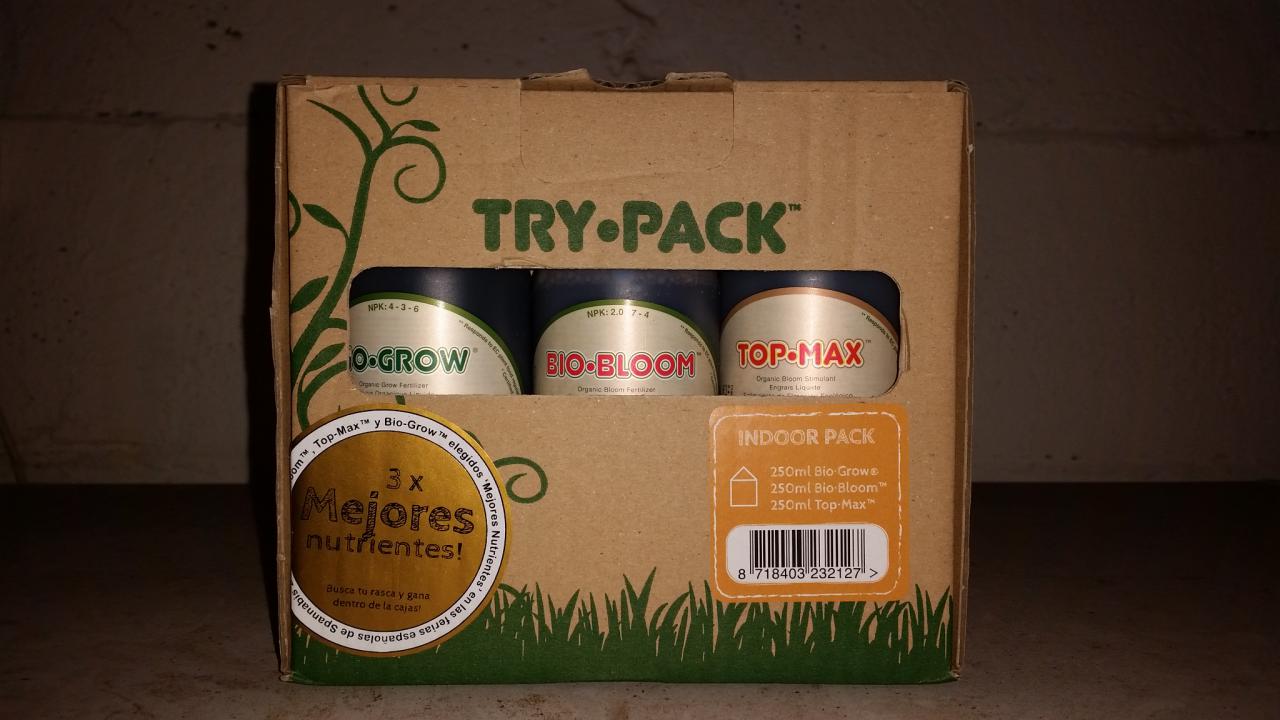 TRY•PACK™
NPK: 4 - 3 - 6
O•GROW®
Organic Grow Fertilizer
NPK: 2.0 7 - 4
BIO•BLOOM™
Organic Bloom Fertilizer
TOP•MAX™
Organic Bloom Stimulant
Engrais Liquide
om™, Top-Max™ y Bio-Grow™ elegidos 'Mejores Nutrientes' en las ferias españolas de Spannabis
3 x
Mejores
nutrientes!
Busca tu rasca y gana
dentro de la cajas!
INDOOR PACK
250ml Bio•Grow®
250ml Bio•Bloom™
250ml Top•Max™
8 718403 232127 >